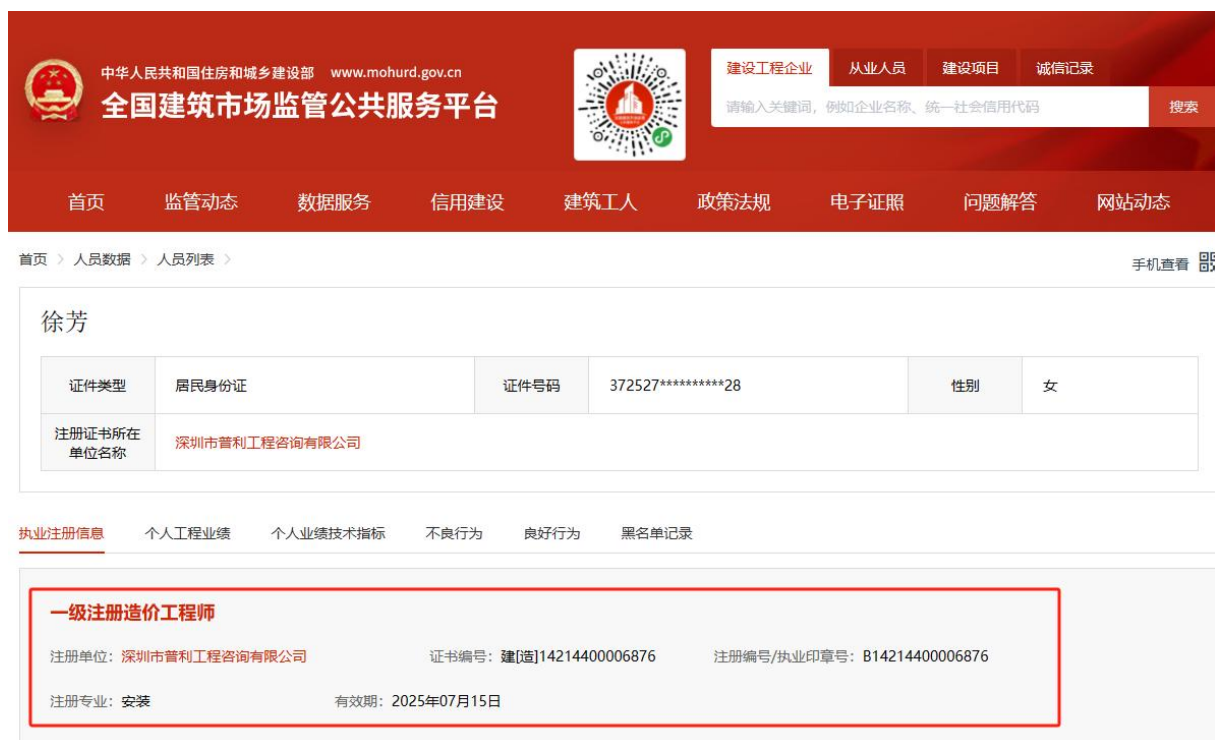 中华人民共和国住房和城乡建设部 www.mohurd.gov.cn
全国建筑市场监管公共服务平台
建设工程企业 从业人员 建设项目 诚信记录
请输入关键词，例如企业名称、统一社会信用代码 搜索
首页 监管动态 数据服务 信用建设 建筑工人 政策法规 电子证照 问题解答 网站动态
首页 > 人员数据 > 人员列表 >
手机查看
徐芳
证件类型 居民身份证 证件号码 372527**********28 性别 女
注册证书所在
单位名称
深圳市普利工程咨询有限公司
执业注册信息 个人工程业绩 个人业绩技术指标 不良行为 良好行为 黑名单记录
一级注册造价工程师
注册单位：深圳市普利工程咨询有限公司 证书编号：建[造]14214400006876 注册编号/执业印章号：B14214400006876
注册专业：安装 有效期：2025年07月15日